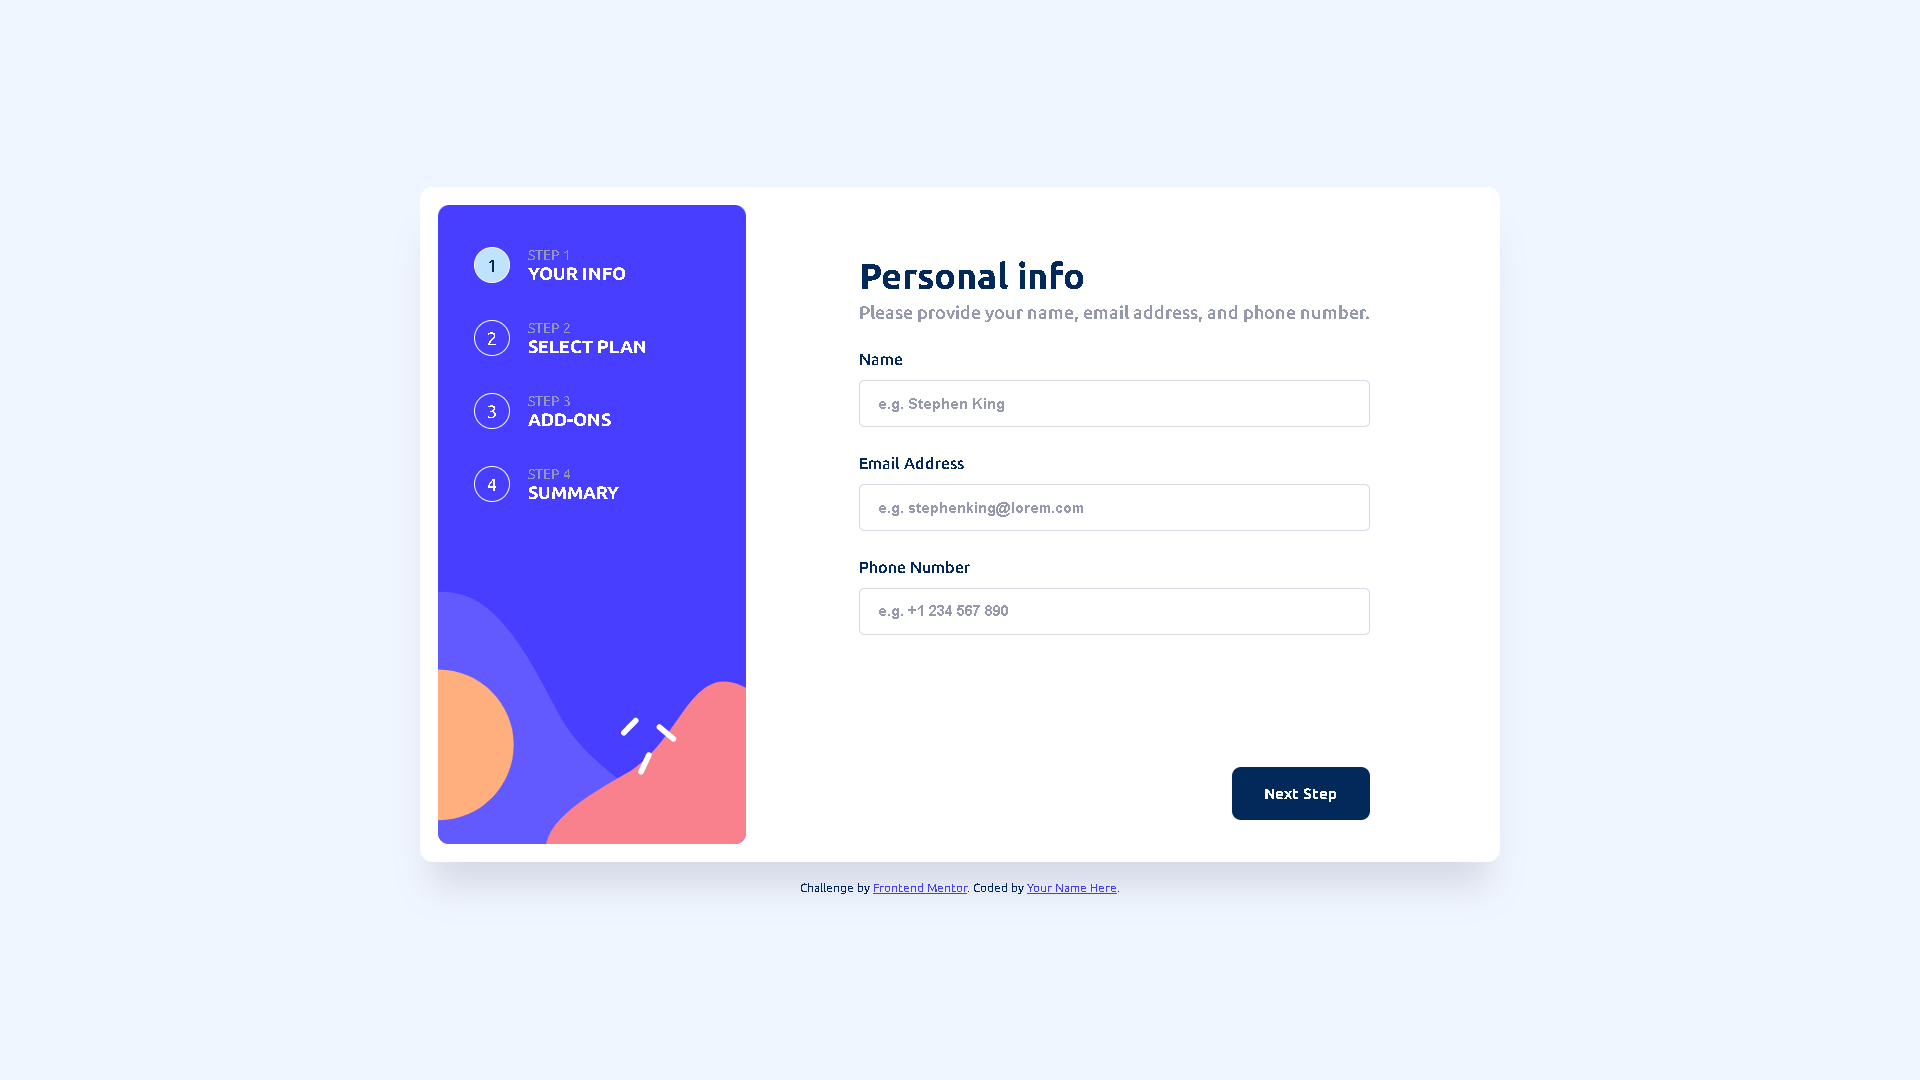 1
STEP 1
YOUR INFO
2
STEP 2
SELECT PLAN
3
STEP 3
ADD-ONS
4
STEP 4
SUMMARY
Personal info
Please provide your name, email address, and phone number.
Name
e.g. Stephen King
Email Address
e.g. stephenking@lorem.com
Phone Number
e.g. +1 234 567 890
Next Step
Challenge by Frontend Mentor. Coded by Your Name Here.